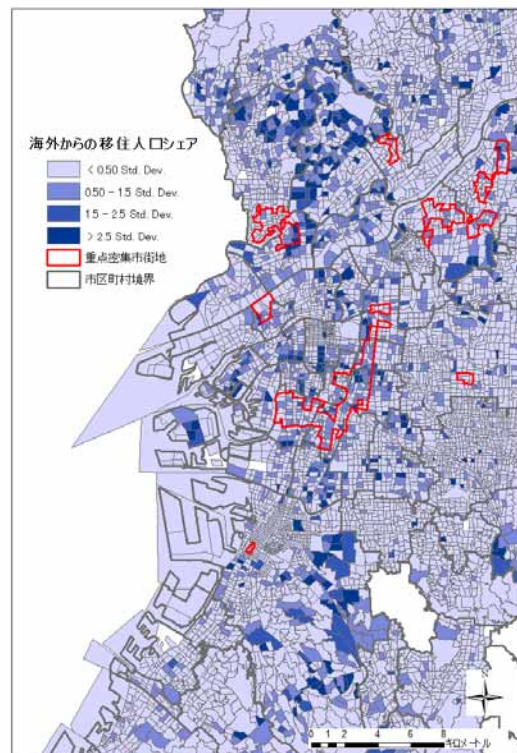 海外からの移住人口シェア
< 0.50 Std. Dev.
0.50 - 1.5 Std. Dev.
1.5 - 2.5 Std. Dev.
> 2.5 Std. Dev.
重点密集市街地
市区町村境界
N
0 1 2 4 6 8
キロメートル